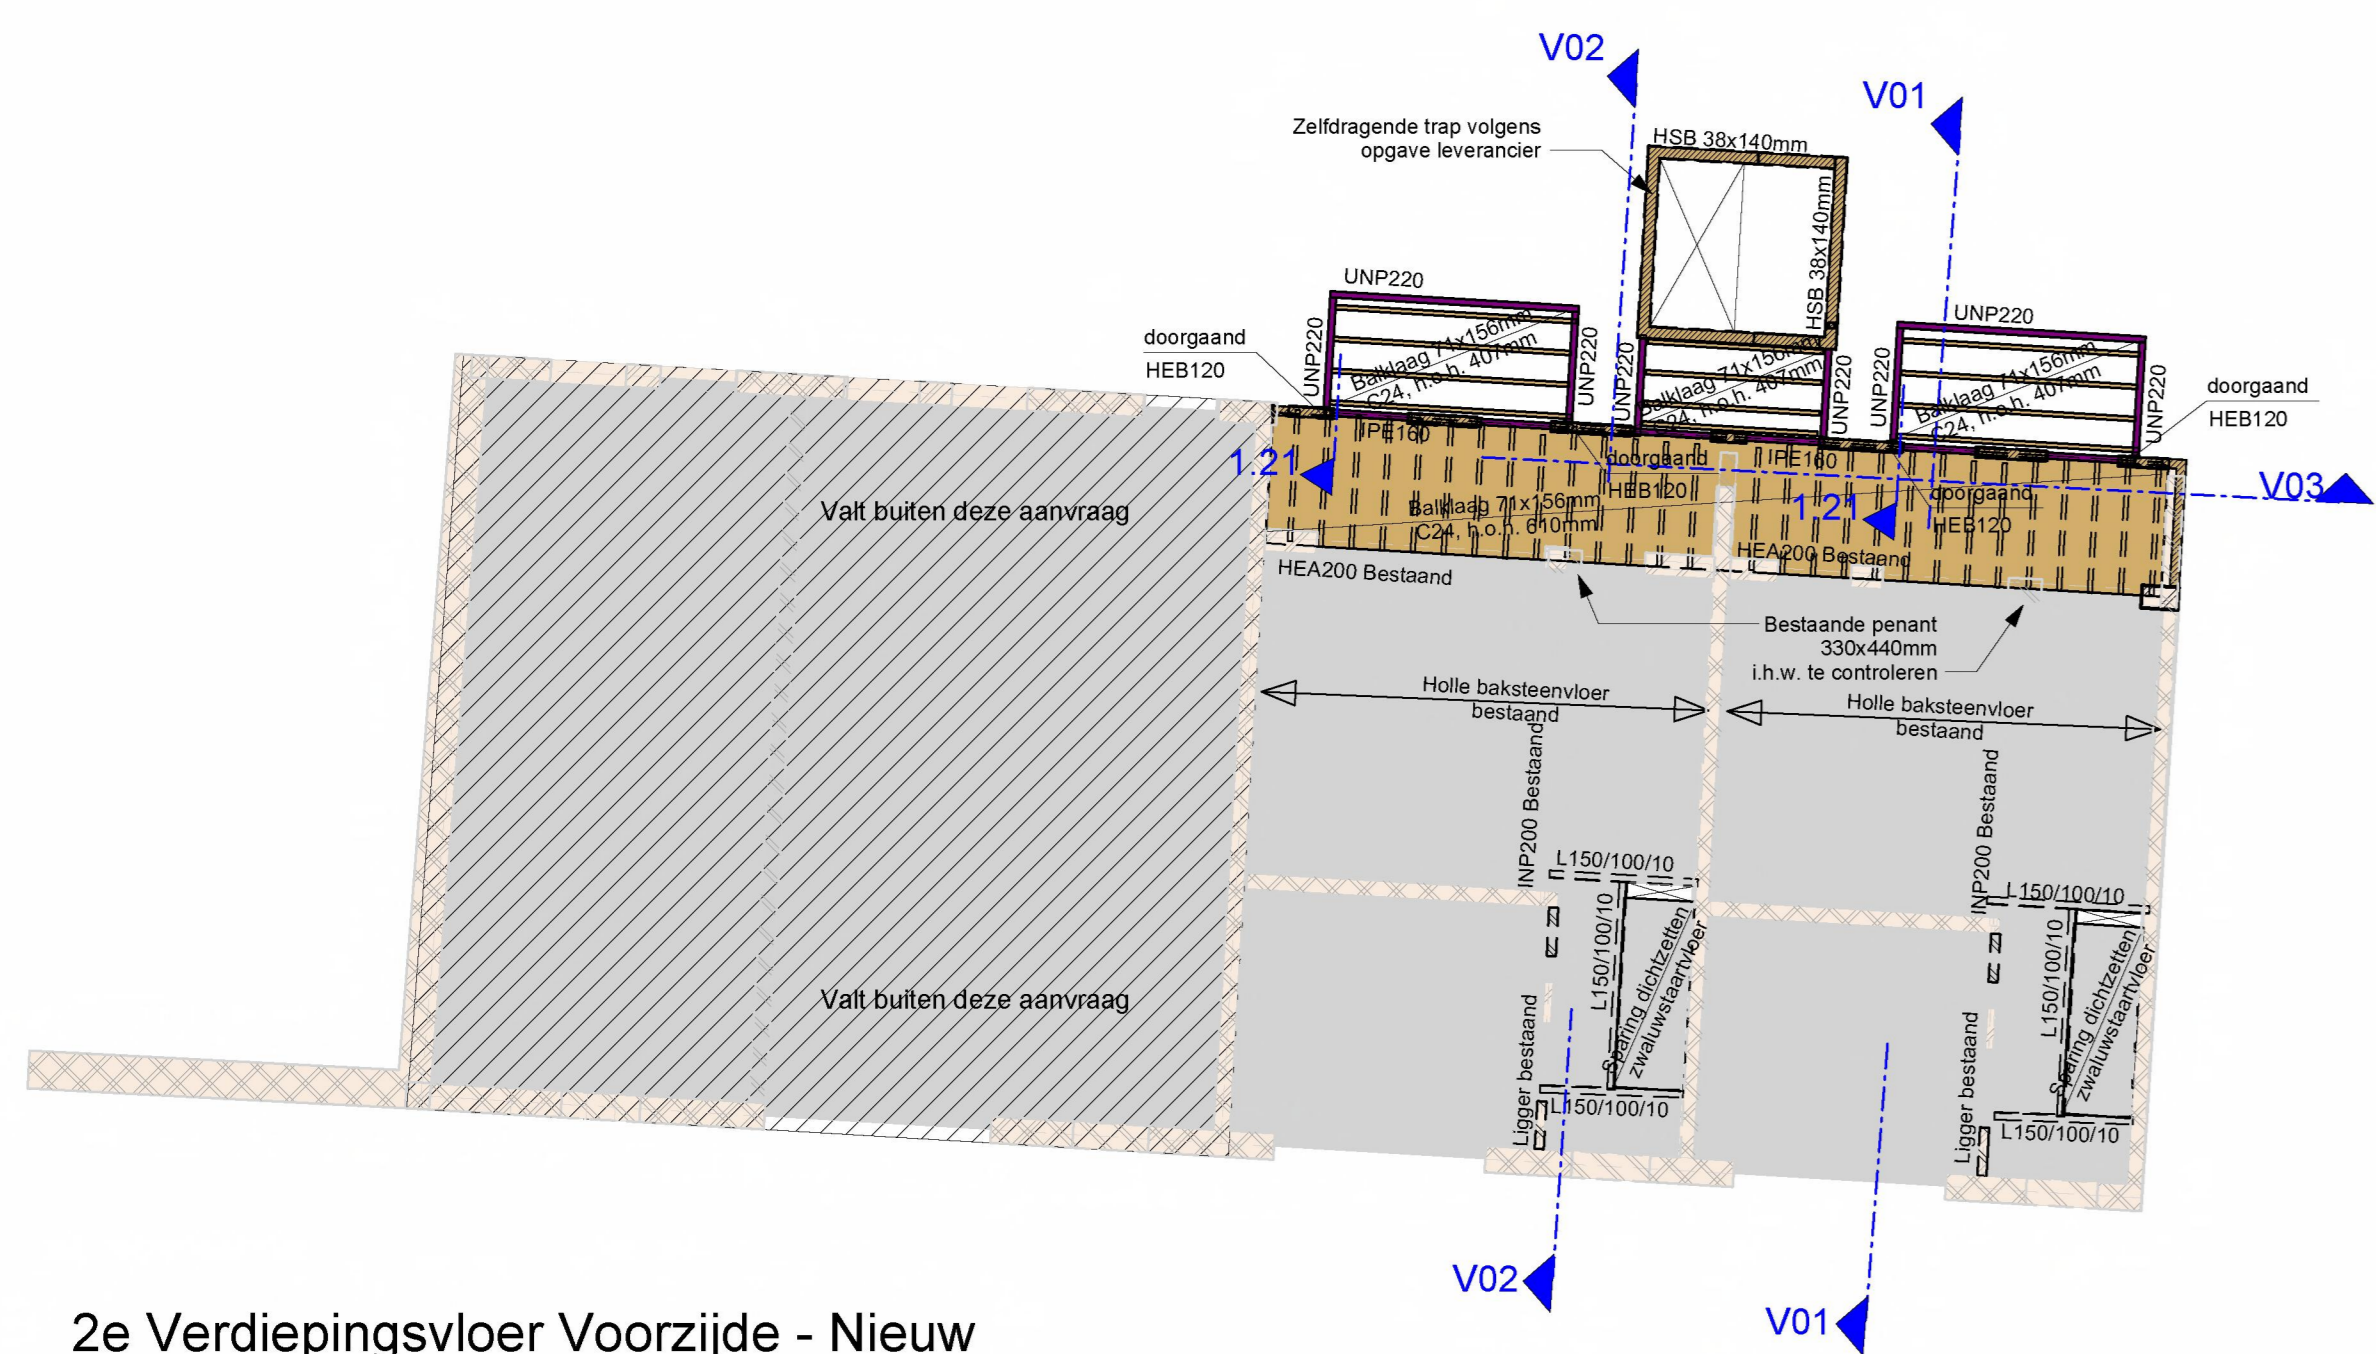 V02
V01
Zelfdragende trap volgens
opgave leverancier
HSB 38x140mm
HSB 38x140mm
HSB 38x140mm
UNP220
UNP220
UNP220
Balklaag 71x156mm
C24, h.o.h. 407mm
UNP220
Balklaag 71x156mm
C24, h.o.h. 407mm
UNP220
UNP220
UNP220
Balklaag 71x156mm
C24, h.o.h. 407mm
UNP220
doorgaand
HEB120
doorgaand
HEB120
IPE160
IPE160
1.21
doorgaand
HEB120
V03
Balklaag 71x156mm
C24, h.o.h. 610mm
1.21
doorgaand
HEB120
Valt buiten deze aanvraag
HEA200 Bestaand
HEA200 Bestaand
Bestaande penant
330x440mm
i.h.w. te controleren
Holle baksteenvloer
bestaand
Holle baksteenvloer
bestaand
INP200 Bestaand
INP200 Bestaand
L150/100/10
L150/100/10
L150/100/10
Sparing dichtzetten
zwaluwstaartvloer
L150/100/10
Sparing dichtzetten
zwaluwstaartvloer
Valt buiten deze aanvraag
Ligger bestaand
Ligger bestaand
L150/100/10
L150/100/10
V02
V01
2e Verdiepingsvloer Voorzijde - Nieuw